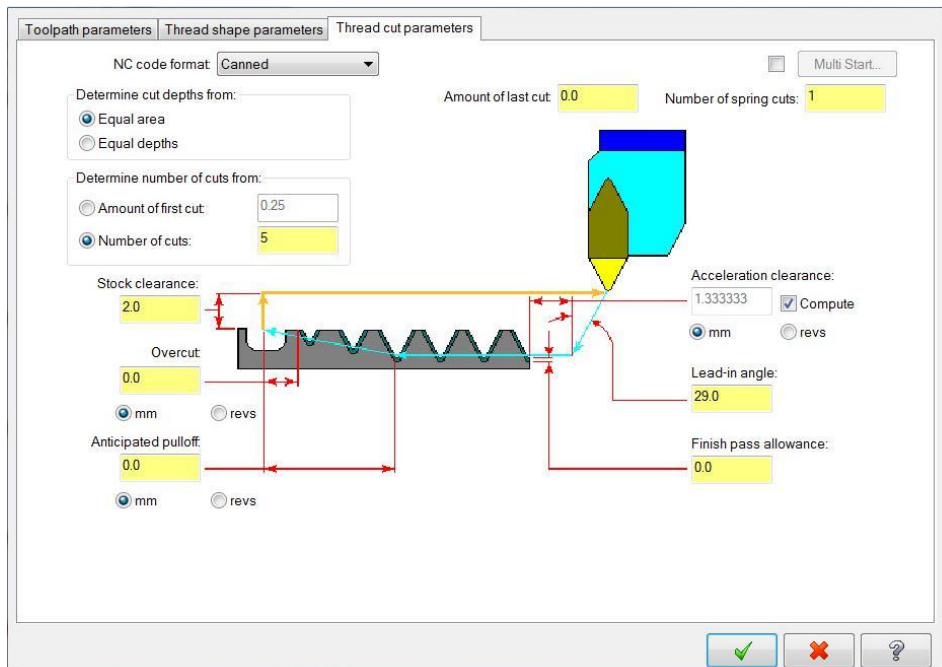 Toolpath parameters
Thread shape parameters
Thread cut parameters
NC code format: Canned
Multi Start...
Determine cut depths from:
Equal area
Equal depths
Amount of last cut: 0.0
Number of spring cuts: 1
Determine number of cuts from:
Amount of first cut: 0.25
Number of cuts: 5
Stock clearance:
2.0
Acceleration clearance:
1.333333
Compute
mm
revs
Overcut:
0.0
mm
revs
Lead-in angle:
29.0
Anticipated pulloff:
0.0
mm
revs
Finish pass allowance:
0.0
?